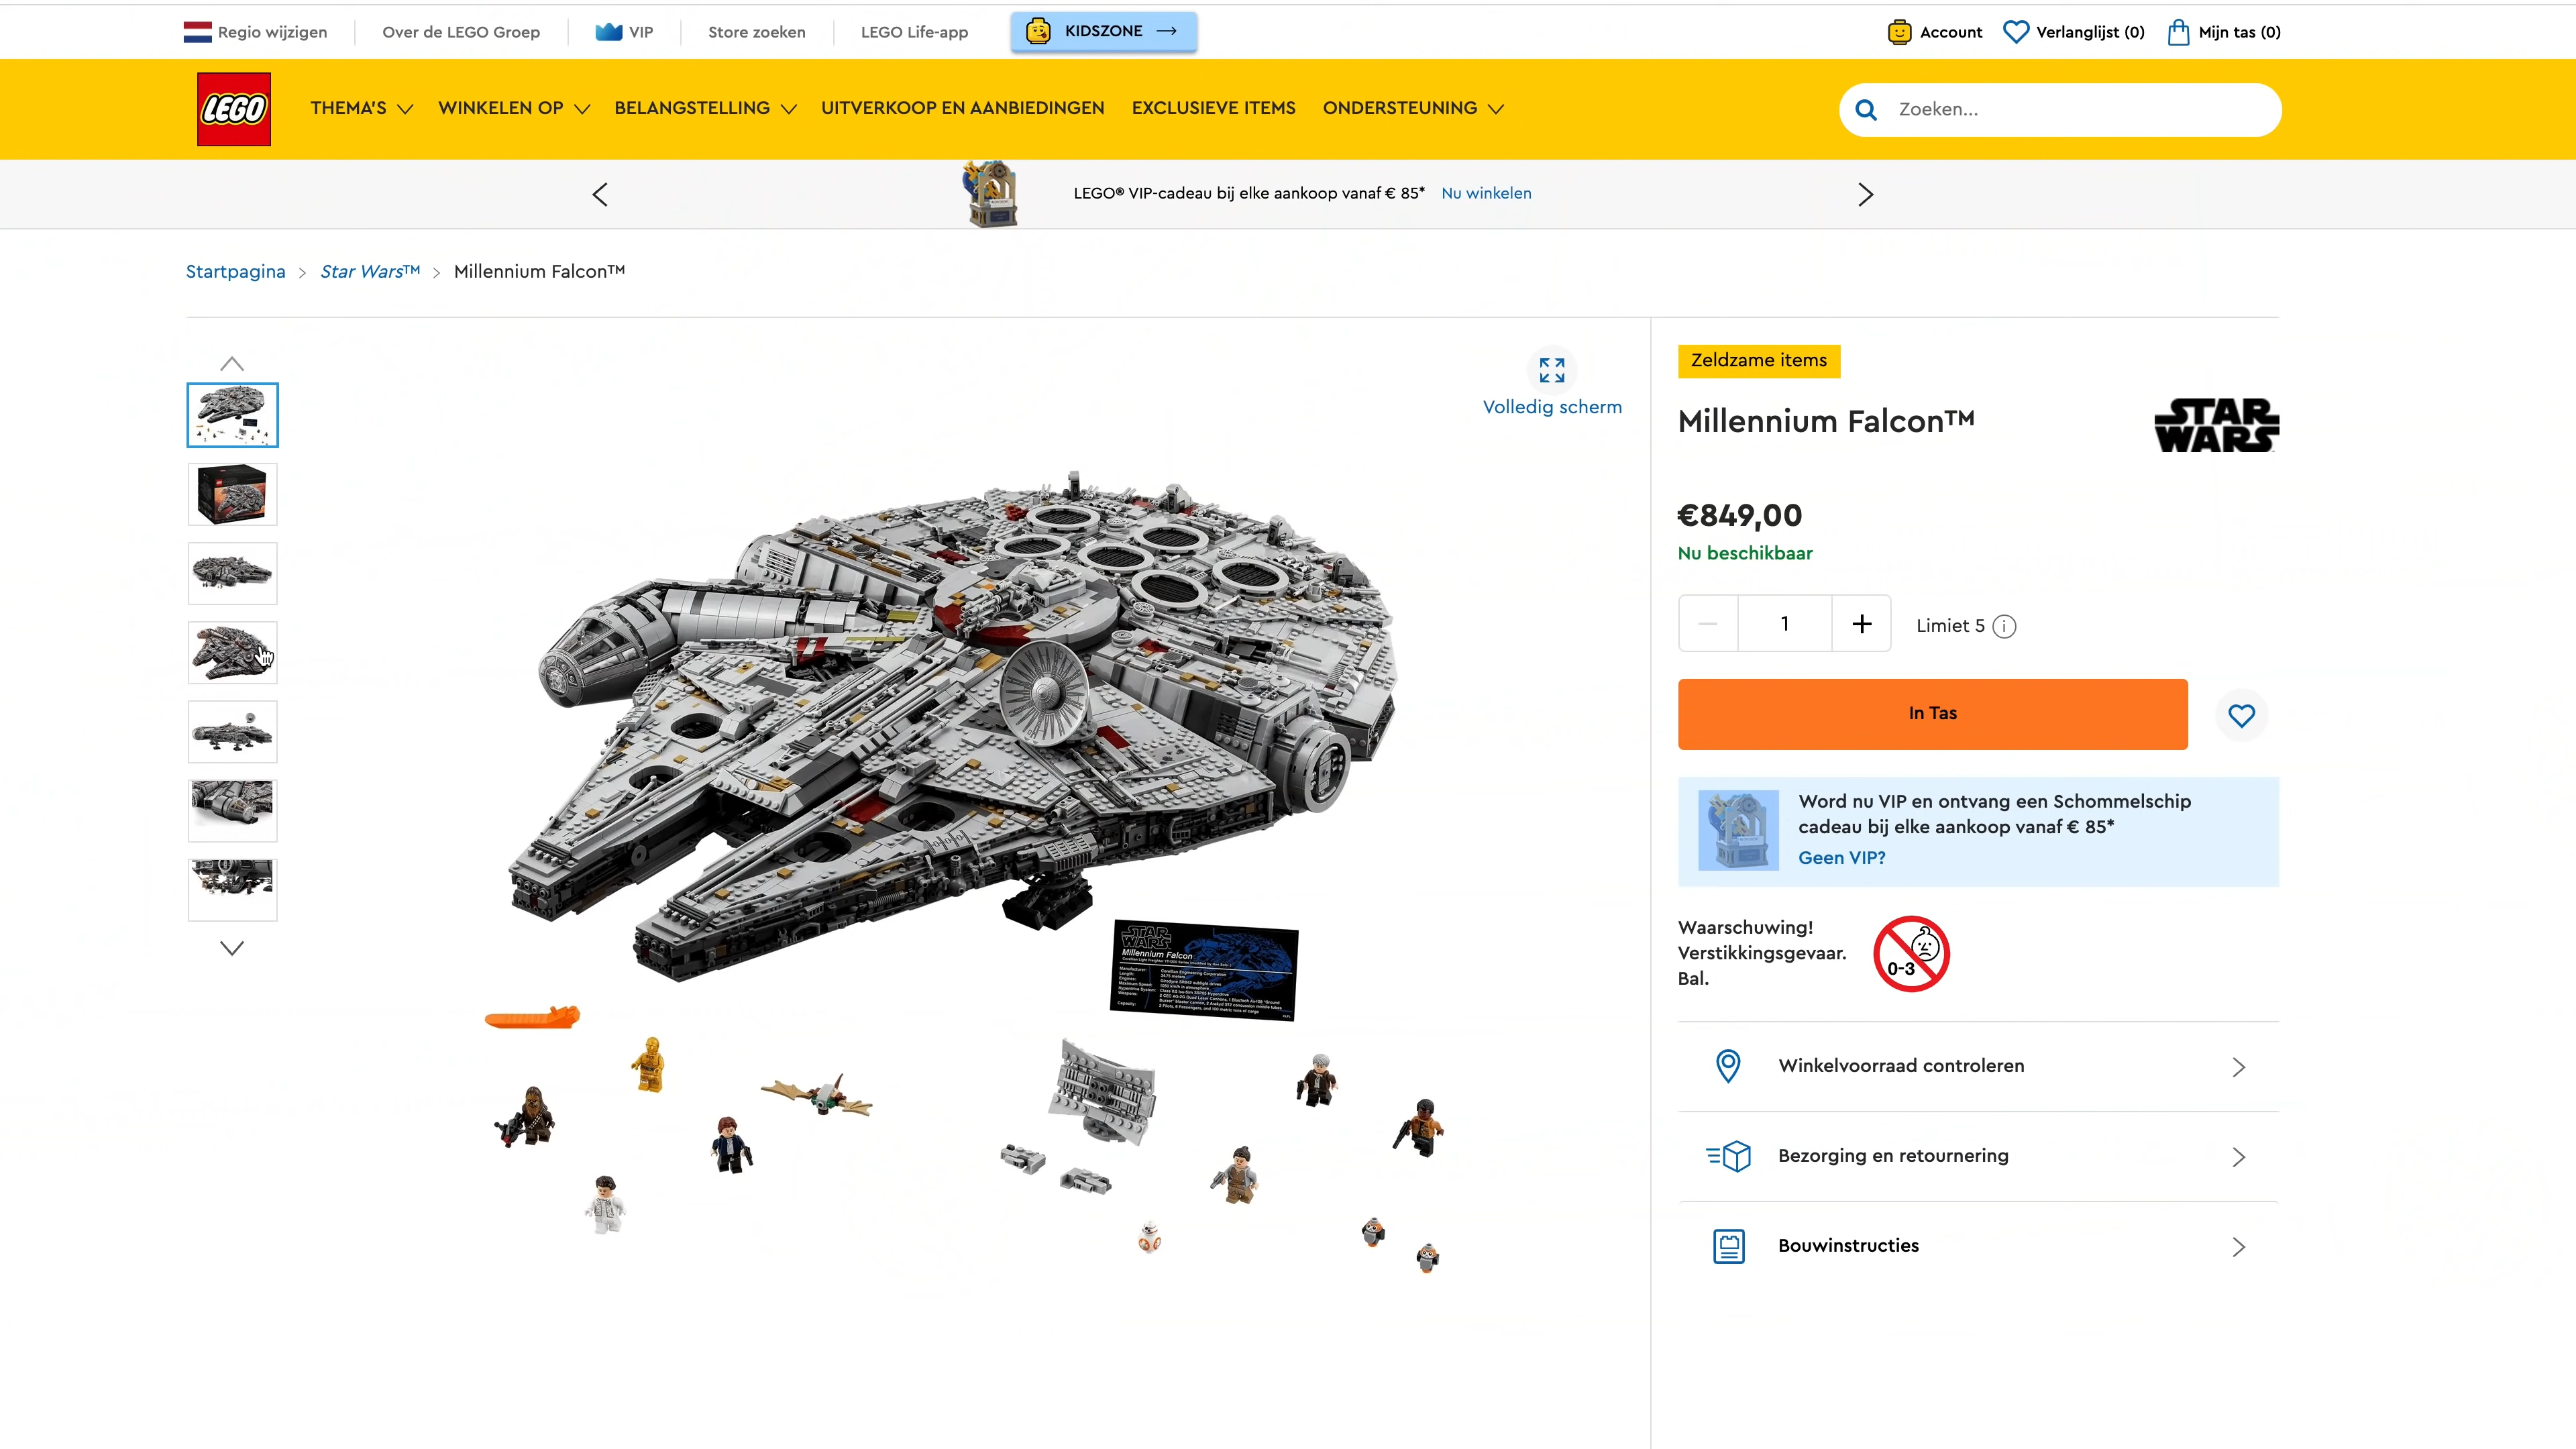 Regio wijzigen
Over de LEGO Groep
VIP
Store zoeken
LEGO Life-app
KIDSZONE
Account
Verlanglijst (0)
Mijn tas (0)
LEGO
THEMA'S
WINKELEN OP
BELANGSTELLING
UITVERKOOP EN AANBIEDINGEN
EXCLUSIEVE ITEMS
ONDERSTEUNING
Zoeken...
LEGO® VIP-cadeau bij elke aankoop vanaf € 85* Nu winkelen
Startpagina > Star Wars™ > Millennium Falcon™
Volledig scherm
STAR
WARS
Millennium Falcon
Zeldzame items
Millennium Falcon™
STAR
WARS
€849,00
Nu beschikbaar
1
Limiet 5
In Tas
Word nu VIP en ontvang een Schommelschip
cadeau bij elke aankoop vanaf € 85*
Geen VIP?
Waarschuwing!
Verstikkingsgevaar.
Bal.
0-3
Winkelvoorraad controleren
Bezorging en retournering
Bouwinstructies